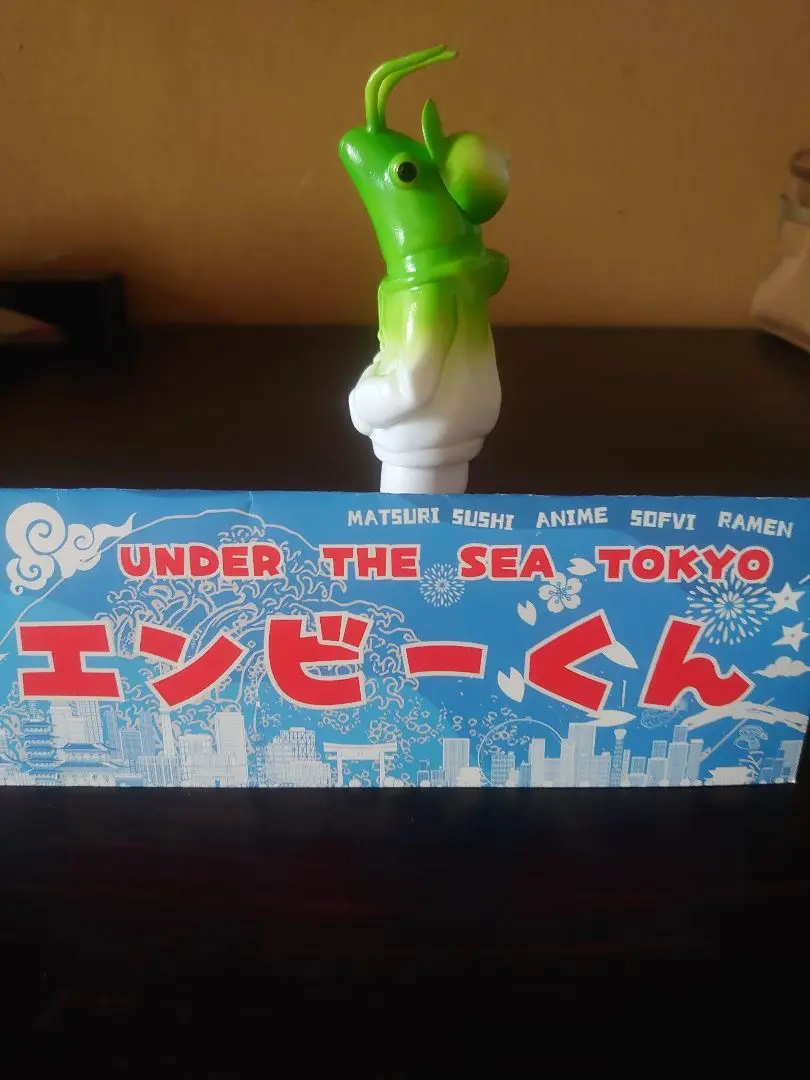 MATSURI SUSHI ANIME SOFVI RAMEN
UNDER THE SEA TOKYO
エンビーくん